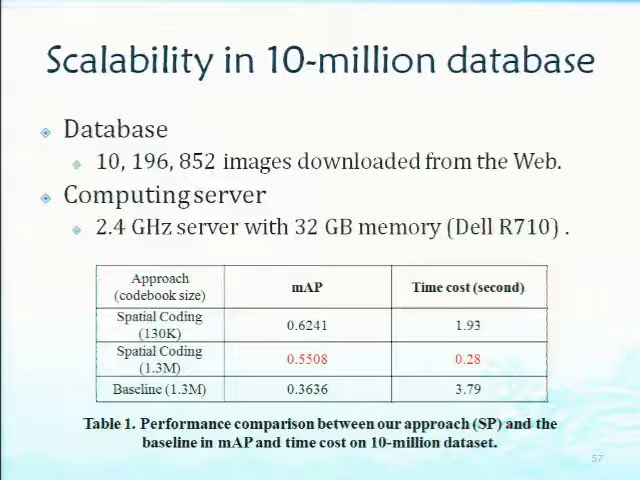 Scalability in 10-million database
Database
10, 196, 852 images downloaded from the Web.
Computing server
2.4 GHz server with 32 GB memory (Dell R710) .
Approach (codebook size) mAP Time cost (second)
Spatial Coding (130K) 0.6241 1.93
Spatial Coding (1.3M) 0.5508 0.28
Baseline (1.3M) 0.3636 3.79
Table 1. Performance comparison between our approach (SP) and the
baseline in mAP and time cost on 10-million dataset.
57